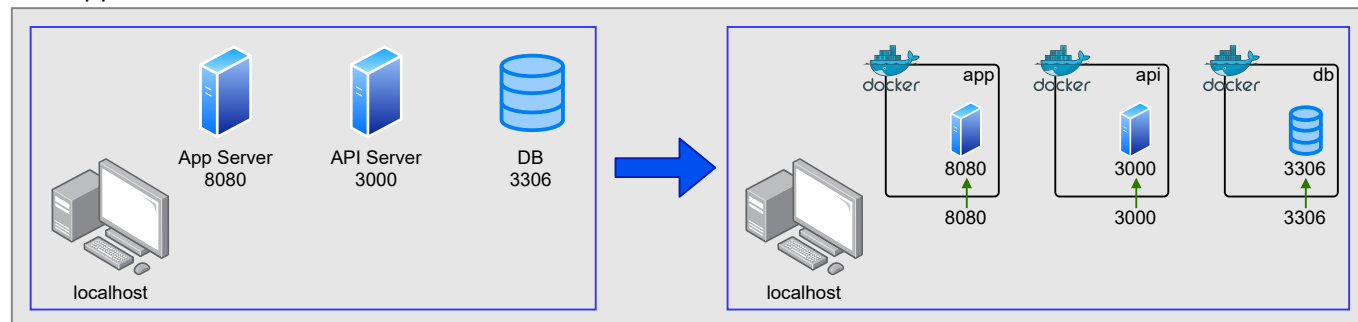 App Server
8080
API Server
3000
DB
3306
localhost
docker
app
8080
8080
docker
api
3000
3000
docker
db
3306
3306
localhost